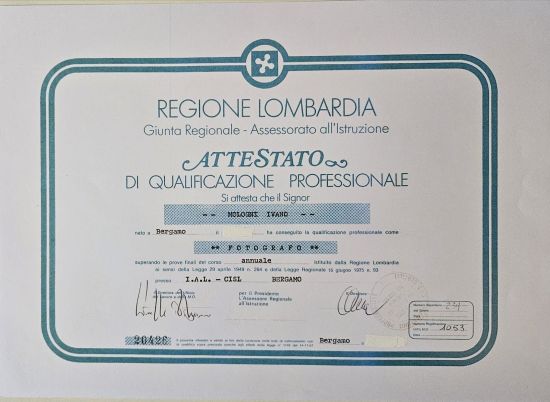 REGIONE LOMBARDIA
Giunta Regionale - Assessorato all'Istruzione
ATTESTATO
DI QUALIFICAZIONE PROFESSIONALE
Si attesta che il Signor
-- MOLOGNI IVANO --
nato a Bergamo il ha conseguito la qualificazione professionale come
** FOTOGRAFO **
superando le prove finali del corso annuale istituito dalla Regione Lombardia
ai sensi della Legge 29 aprile 1949 n. 264 e della Legge Regionale 16 giugno 1975 n. 93
presso I.A.L. - CISL BERGAMO
per il Presidente
L'Assessore Regionale
all'Istruzione
Il Direttore
1053
20426
Bergamo